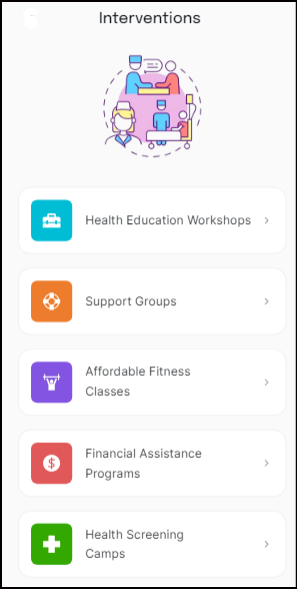 Interventions
Health Education Workshops
Support Groups
Affordable Fitness
Classes
Financial Assistance
Programs
$
Health Screening
Camps